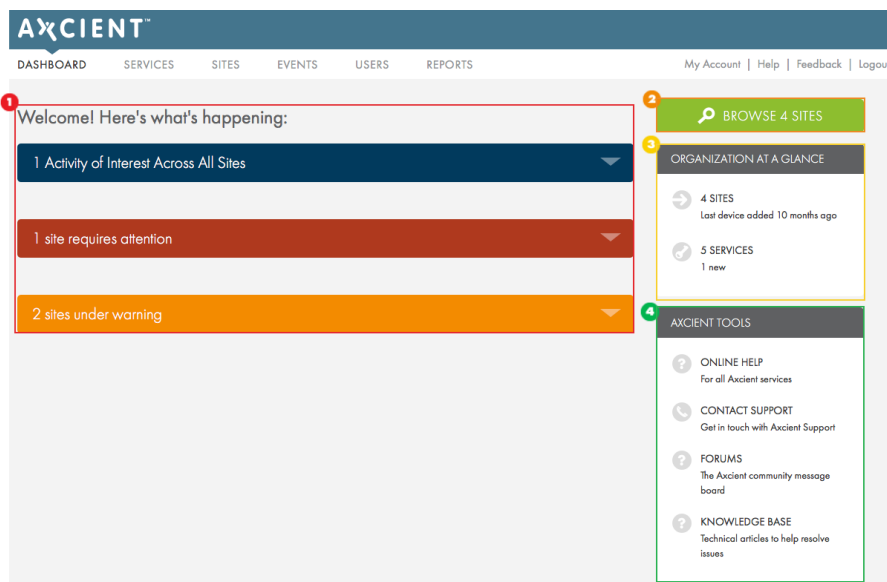 AXCIENT™
DASHBOARD SERVICES SITES EVENTS USERS REPORTS My Account | Help | Feedback | Logou
1
Welcome! Here's what's happening:
1 Activity of Interest Across All Sites
1 site requires attention
2 sites under warning
2
BROWSE 4 SITES
3
ORGANIZATION AT A GLANCE
4 SITES
Last device added 10 months ago
5 SERVICES
1 new
4
AXCIENT TOOLS
? ONLINE HELP
For all Axcient services
CONTACT SUPPORT
Get in touch with Axcient Support
? FORUMS
The Axcient community message
board
? KNOWLEDGE BASE
Technical articles to help resolve
issues